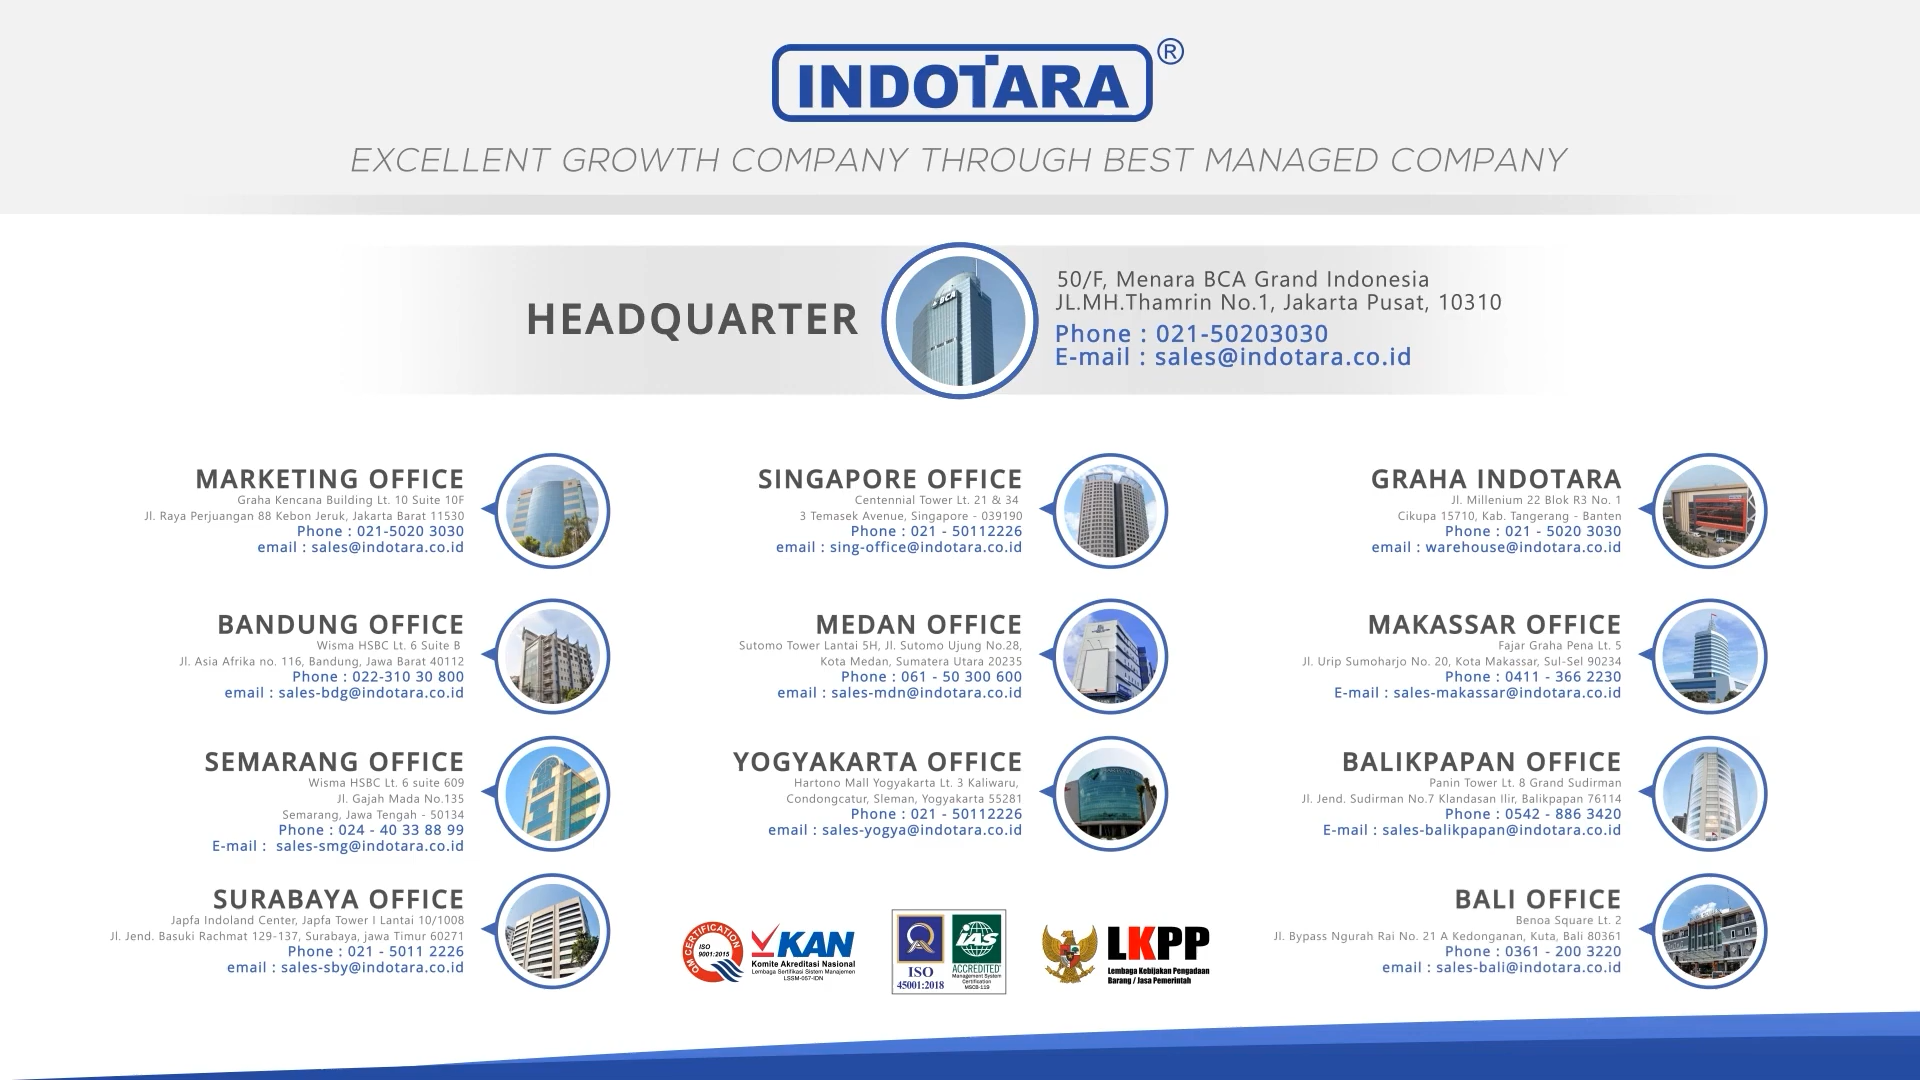 INDOTARA ®
EXCELLENT GROWTH COMPANY THROUGH BEST MANAGED COMPANY
HEADQUARTER
BCA
50/F, Menara BCA Grand Indonesia
JL.MH.Thamrin No.1, Jakarta Pusat, 10310
Phone : 021-50203030
E-mail : sales@indotara.co.id
MARKETING OFFICE
Graha Kencana Building Lt. 10 Suite 10F
Jl. Raya Perjuangan 88 Kebon Jeruk, Jakarta Barat 11530
Phone : 021-5020 3030
email : sales@indotara.co.id
SINGAPORE OFFICE
Centennial Tower Lt. 21 & 34
3 Temasek Avenue, Singapore - 039190
Phone : 021 - 50112226
email : sing-office@indotara.co.id
GRAHA INDOTARA
Jl. Millenium 22 Blok R3 No. 1
Cikupa 15710, Kab. Tangerang - Banten
Phone : 021 - 5020 3030
email : warehouse@indotara.co.id
BANDUNG OFFICE
Wisma HSBC Lt. 6 Suite B
Jl. Asia Afrika no. 116, Bandung, Jawa Barat 40112
Phone : 022-310 30 800
email : sales-bdg@indotara.co.id
MEDAN OFFICE
Sutomo Tower Lantai 5H, Jl. Sutomo Ujung No.28,
Kota Medan, Sumatera Utara 20235
Phone : 061 - 50 300 600
email : sales-mdn@indotara.co.id
MAKASSAR OFFICE
Fajar Graha Pena Lt. 5
Jl. Urip Sumoharjo No. 20, Kota Makassar, Sul-Sel 90234
Phone : 0411 - 366 2230
E-mail : sales-makassar@indotara.co.id
SEMARANG OFFICE
Wisma HSBC Lt. 6 suite 609
Jl. Gajah Mada No.135
Semarang, Jawa Tengah - 50134
Phone : 024 - 40 33 88 99
E-mail : sales-smg@indotara.co.id
YOGYAKARTA OFFICE
Hartono Mall Yogyakarta Lt. 3 Kaliwaru,
Condongcatur, Sleman, Yogyakarta 55281
Phone : 021 - 50112226
email : sales-yogya@indotara.co.id
BALIKPAPAN OFFICE
Panin Tower Lt. 8 Grand Sudirman
Jl. Jend. Sudirman No.7 Klandasan Ilir, Balikpapan 76114
Phone : 0542 - 886 3420
E-mail : sales-balikpapan@indotara.co.id
SURABAYA OFFICE
Japfa Indoland Center, Japfa Tower I Lantai 10/1008
Jl. Jend. Basuki Rachmat 129-137, Surabaya, jawa Timur 60271
Phone : 021 - 5011 2226
email : sales-sby@indotara.co.id
QM CERTIFICATION
ISO
9001:2015
KAN
Komite Akreditasi Nasional
Lembaga Sertifikasi Sistem Manajemen
LSSM-057-IDN
ISO
45001:2018
IAS
ACCREDITED
Management System
Certification
MSCB-119
LKPP
Lembaga Kebijakan Pengadaan
Barang / Jasa Pemerintah
BALI OFFICE
Benoa Square Lt. 2
Jl. Bypass Ngurah Rai No. 21 A Kedonganan, Kuta, Bali 80361
Phone : 0361 - 200 3220
email : sales-bali@indotara.co.id